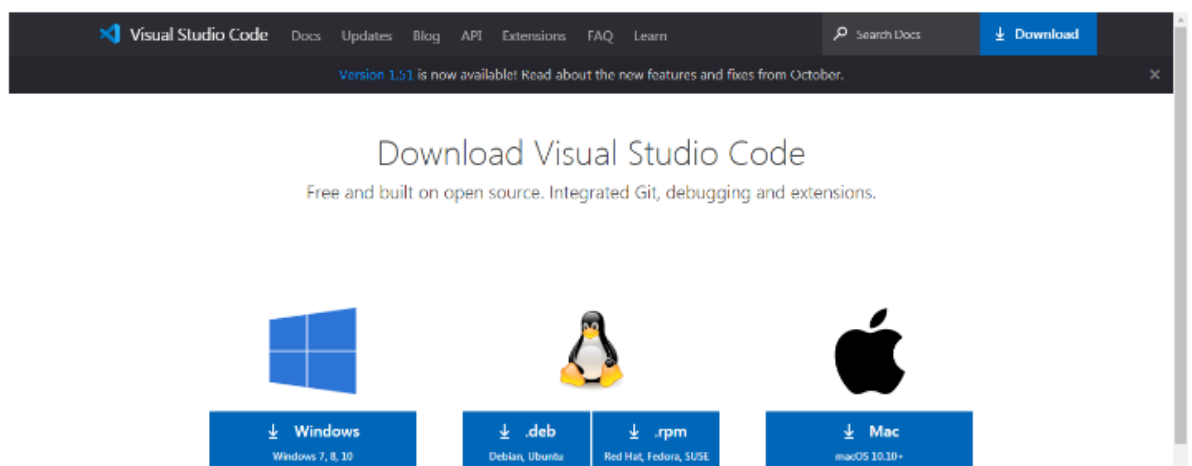 Visual Studio Code Docs Updates Blog API Extensions FAQ Learn Search Docs Download
Version 1.51 is now available! Read about the new features and fixes from October.
Download Visual Studio Code
Free and built on open source. Integrated Git, debugging and extensions.
Windows
Windows 7, 8, 10
.deb
Debian, Ubuntu
.rpm
Red Hat, Fedora, SUSE
Mac
macOS 10.10+